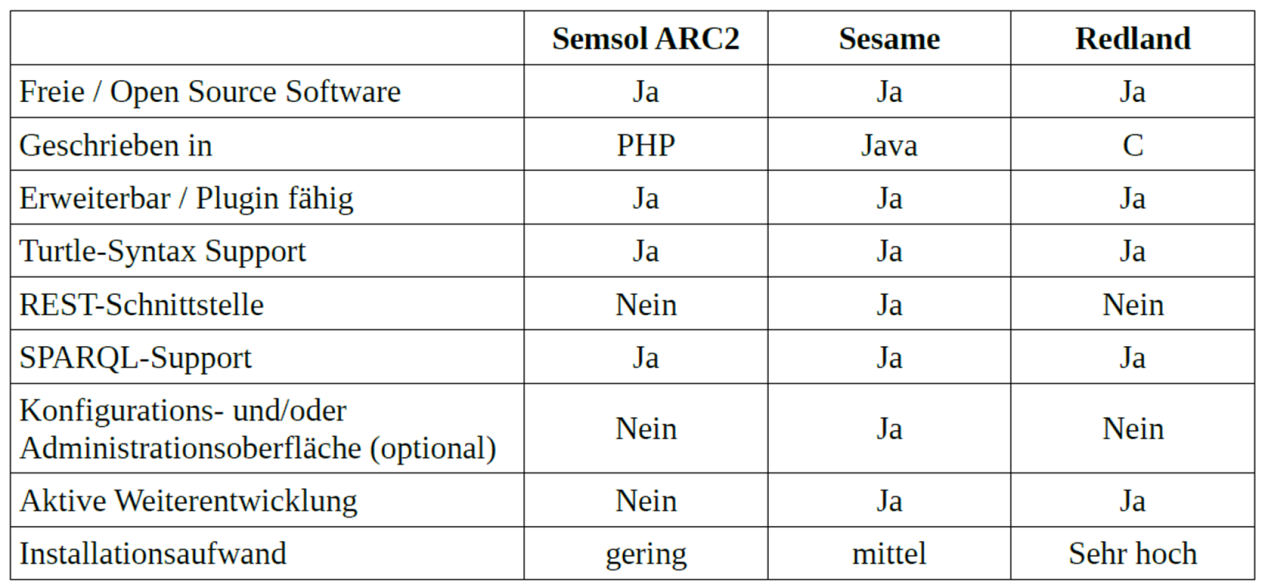 Semsol ARC2 Sesame Redland
Freie / Open Source Software Ja Ja Ja
Geschrieben in PHP Java C
Erweiterbar / Plugin fähig Ja Ja Ja
Turtle-Syntax Support Ja Ja Ja
REST-Schnittstelle Nein Ja Nein
SPARQL-Support Ja Ja Ja
Konfigurations- und/oder
Administrationsoberfläche (optional) Nein Ja Nein
Aktive Weiterentwicklung Nein Ja Ja
Installationsaufwand gering mittel Sehr hoch